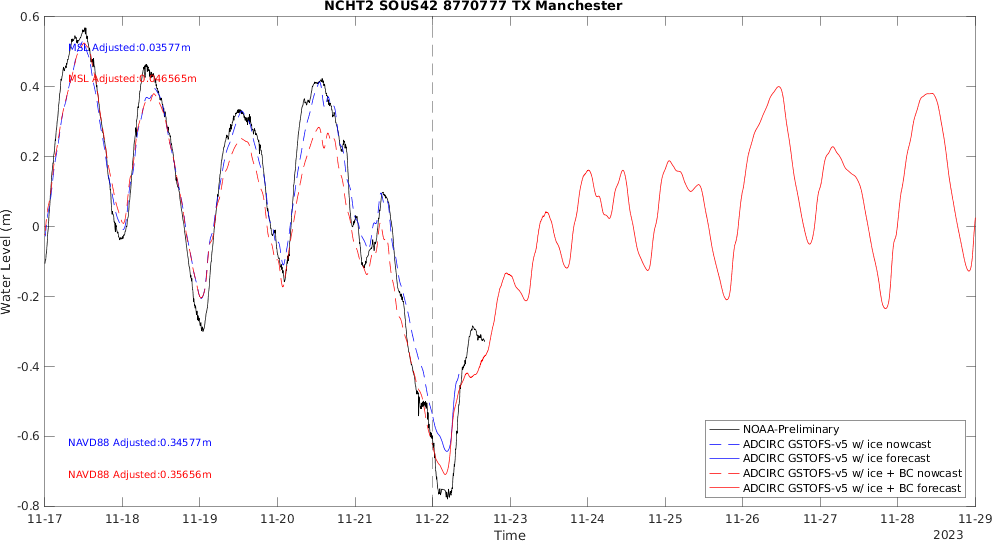 NCHT2 SOUS42 8770777 TX Manchester
0.6
MSL Adjusted:0.03577m
MSL Adjusted:0.046565m
0.4
0.2
0
-0.2
-0.4
-0.6
-0.8
Water Level (m)
NAVD88 Adjusted:0.34577m
NAVD88 Adjusted:0.35656m
NOAA-Preliminary
ADCIRC GSTOFS-v5 w/ ice nowcast
ADCIRC GSTOFS-v5 w/ ice forecast
ADCIRC GSTOFS-v5 w/ ice + BC nowcast
ADCIRC GSTOFS-v5 w/ ice + BC forecast
11-17 11-18 11-19 11-20 11-21 11-22 11-23 11-24 11-25 11-26 11-27 11-28 11-29
Time
2023